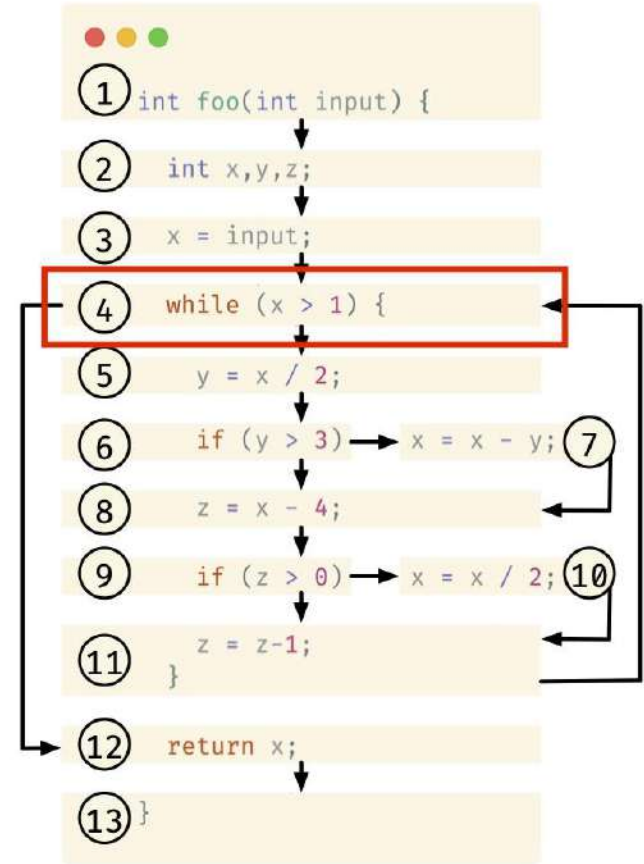 1 int foo(int input) {
2 int x,y,z;
3 x = input;
4 while (x > 1) {
5 y = x / 2;
6 if (y > 3) x = x - y; 7
8 z = x - 4;
9 if (z > 0) x = x / 2; 10
z = z-1;
11 }
12 return x;
13 }